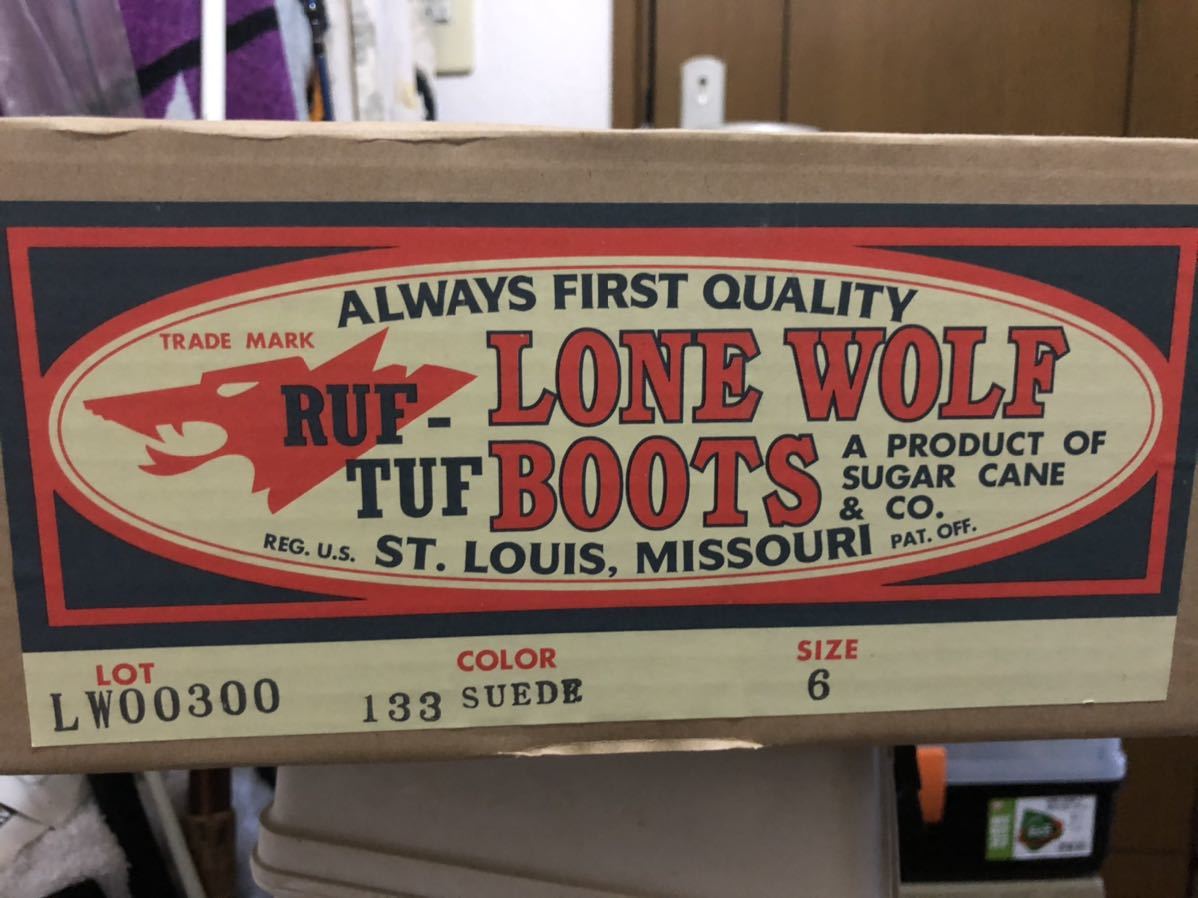 ALWAYS FIRST QUALITY
TRADE MARK
RUF-
TUF
LONE WOLF
BOOTS
A PRODUCT OF
SUGAR CANE
& CO.
REG. U.S.
ST. LOUIS, MISSOURI
PAT. OFF.
LOT
LW00300
COLOR
133 SUEDE
SIZE
6